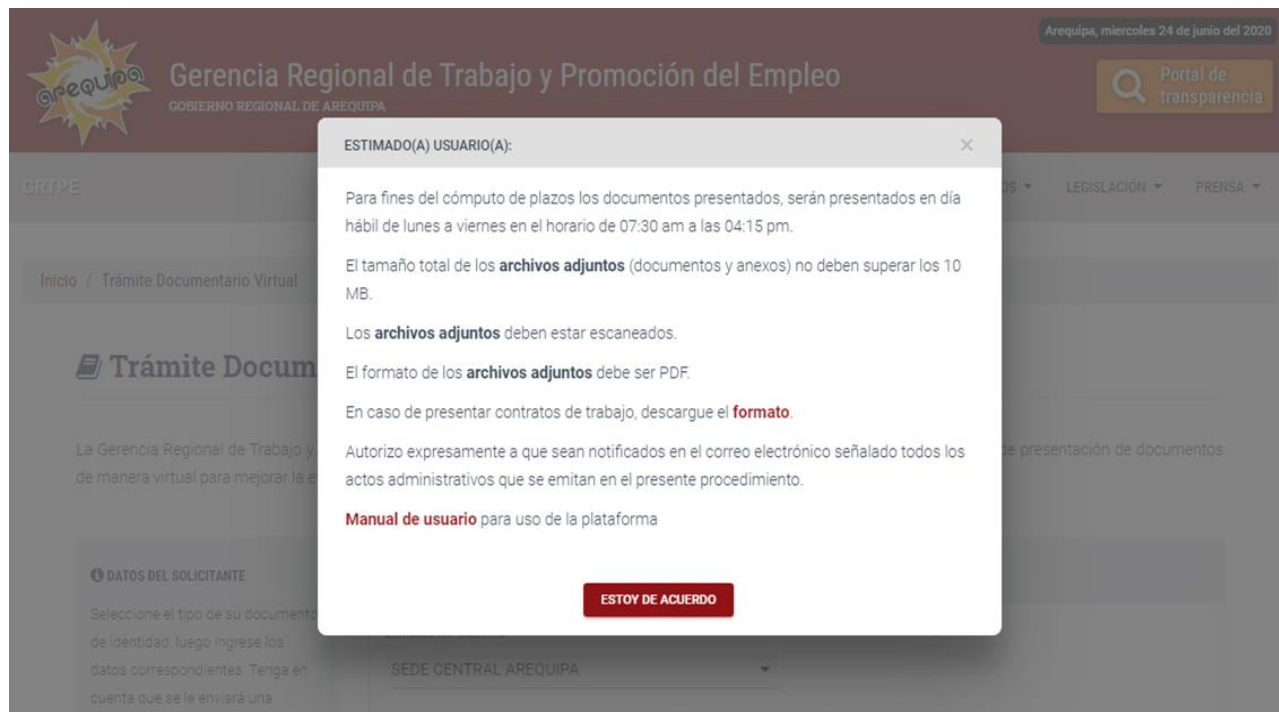 Arequipa, miercoles 24 de junio del 2020
arequipa
Gerencia Regional de Trabajo y Promoción del Empleo
GOBIERNO REGIONAL DE AREQUIPA
Portal de
transparencia
ESTIMADO(A) USUARIO(A):
×
GRTPE
OS
LEGISLACIÓN
PRENSA
Para fines del cómputo de plazos los documentos presentados, serán presentados en día
hábil de lunes a viernes en el horario de 07:30 am a las 04:15 pm.
El tamaño total de los archivos adjuntos (documentos y anexos) no deben superar los 10
MB.
Los archivos adjuntos deben estar escaneados.
El formato de los archivos adjuntos debe ser PDF.
En caso de presentar contratos de trabajo, descargue el formato.
Autorizo expresamente a que sean notificados en el correo electrónico señalado todos los
actos administrativos que se emitan en el presente procedimiento.
Manual de usuario para uso de la plataforma
ESTOY DE ACUERDO
Inicio / Trámite Documentario Virtual
Trámite Docum
La Gerencia Regional de Trabajo y
de presentación de documentos
de manera virtual para mejorar la e
DATOS DEL SOLICITANTE
Seleccione el tipo de su documento
de identidad, luego ingrese los
datos correspondientes. Tenga en
cuenta que se le enviará una
SEDE CENTRAL AREQUIPA